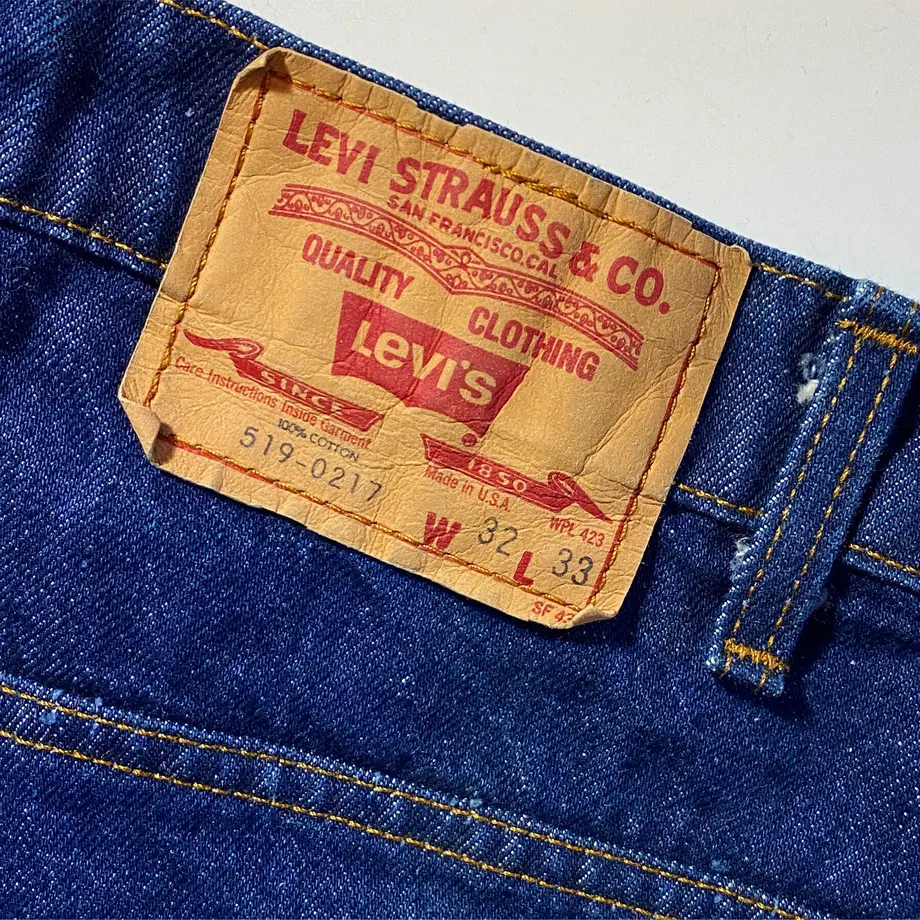 LEVI STRAUSS & CO.
SAN FRANCISCO, CAL
QUALITY
CLOTHING
Levi's
®
SINCE
1850
Care Instructions Inside Garment
100% COTTON
Made in U.S.A.
WPL 423
519-0217
W 32 L 33
SF